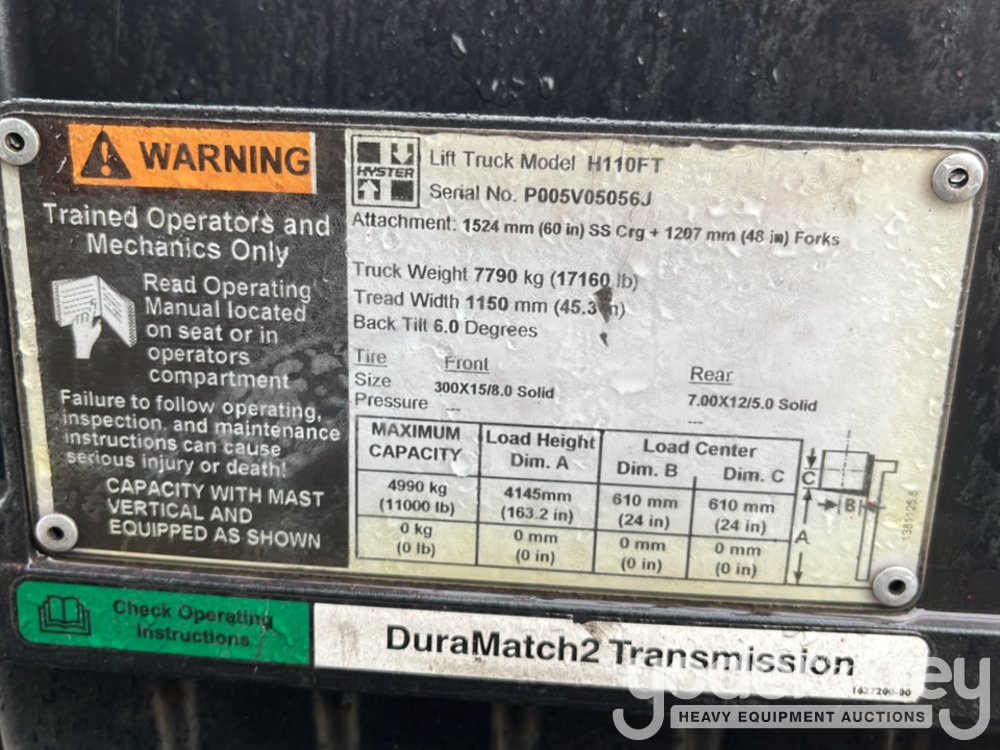 WARNING
Trained Operators and
Mechanics Only
Read Operating
Manual located
on seat or in
operators
compartment
Failure to follow operating,
inspection, and maintenance
instructions can cause
serious injury or death!
CAPACITY WITH MAST
VERTICAL AND
EQUIPPED AS SHOWN
HYSTER
Lift Truck Model H110FT
Serial No. P005V05056J
Attachment: 1524 mm (60 in) SS Crg + 1207 mm (48 in) Forks
Truck Weight 7790 kg (17160 lb)
Tread Width 1150 mm (45.3 in)
Back Tilt 6.0 Degrees
Tire Front Rear
Size 300X15/8.0 Solid 7.00X12/5.0 Solid
Pressure --- ---
MAXIMUM CAPACITY Load Height Dim. A Load Center Dim. B Dim. C
4990 kg 4145mm 610 mm 610 mm
(11000 lb) (163.2 in) (24 in) (24 in)
0 kg 0 mm 0 mm 0 mm
(0 lb) (0 in) (0 in) (0 in)
C
B
A
Check Operating
Instructions
DuraMatch2 Transmission
1627200-00
yoder frey
HEAVY EQUIPMENT AUCTIONS